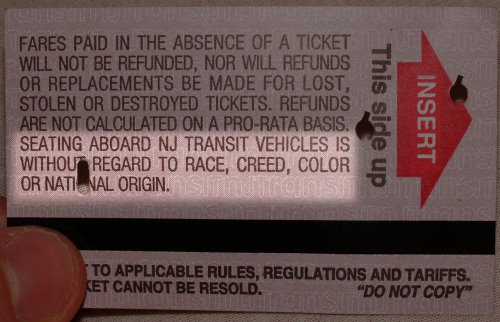 FARES PAID IN THE ABSENCE OF A TICKET
WILL NOT BE REFUNDED, NOR WILL REFUNDS
OR REPLACEMENTS BE MADE FOR LOST,
STOLEN OR DESTROYED TICKETS. REFUNDS
ARE NOT CALCULATED ON A PRO-RATA BASIS.
SEATING ABOARD NJ TRANSIT VEHICLES IS
WITHOUT REGARD TO RACE, CREED, COLOR
OR NATIONAL ORIGIN.
This side up
INSERT
TO APPLICABLE RULES, REGULATIONS AND TARIFFS.
CANNOT BE RESOLD. "DO NOT COPY"